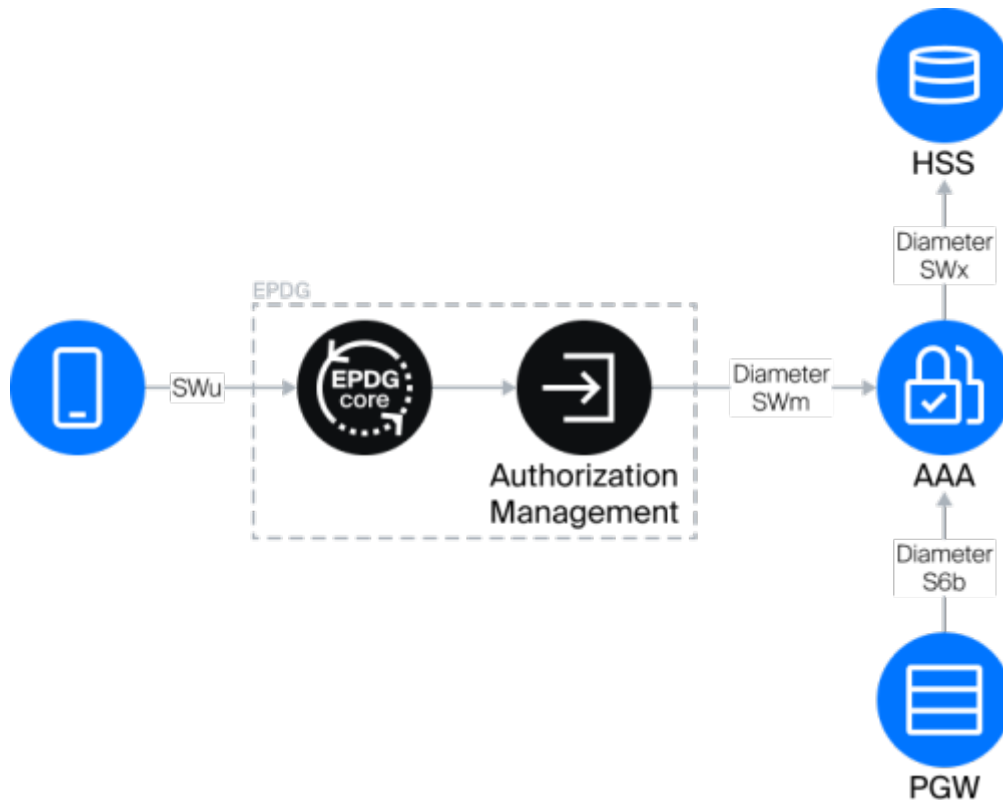 HSS
Diameter
SWx
EPDG
SWu
EPDG
core
Diameter
SWm
Authorization
Management
AAA
Diameter
S6b
PGW